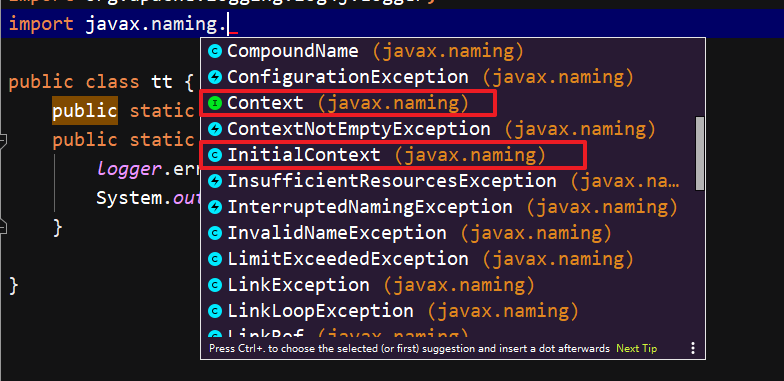 import javax.naming.
CompoundName (javax.naming)
ConfigurationException (javax.naming)
public class tt {
Context (javax.naming)
public static
ContextNotEmptyException (javax.naming)
public static
InitialContext (javax.naming)
logger.err
InsufficientResourcesException (javax.na...
System.out
InterruptedNamingException (javax.naming)
}
InvalidNameException (javax.naming)
LimitExceededException (javax.naming)
}
LinkException (javax.naming)
LinkLoopException (javax.naming)
LinkRef (javax.naming)
Press Ctrl+. to choose the selected (or first) suggestion and insert a dot afterwards Next Tip